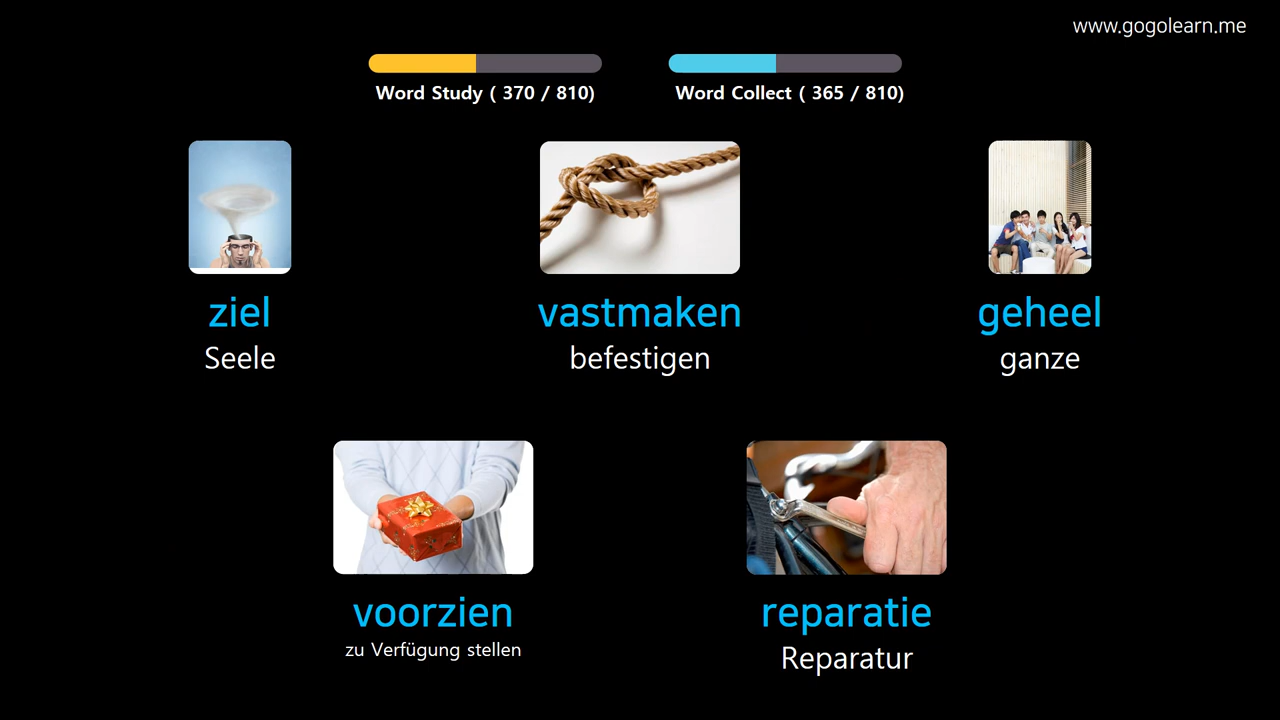 www.gogolearn.me
Word Study ( 370 / 810)
Word Collect ( 365 / 810)
ziel
Seele
vastmaken
befestigen
geheel
ganze
voorzien
zu Verfügung stellen
reparatie
Reparatur